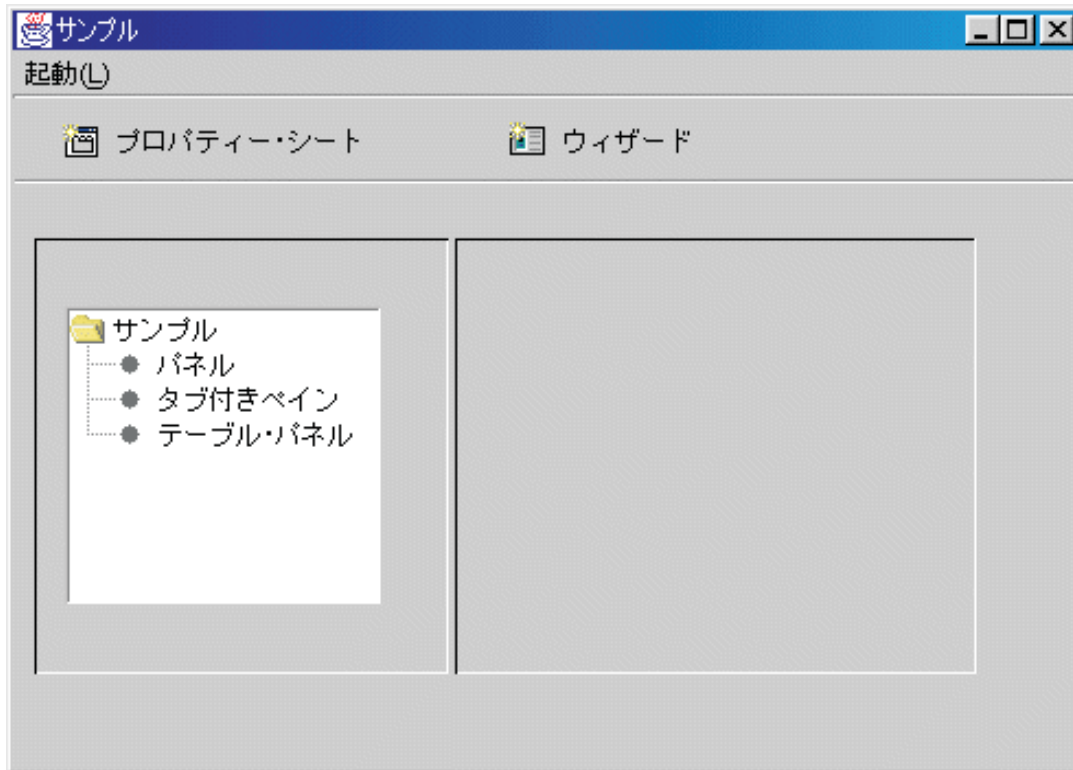 サンプル
起動(L)
プロパティー・シート
ウィザード
サンプル
パネル
タブ付きペイン
テーブル・パネル